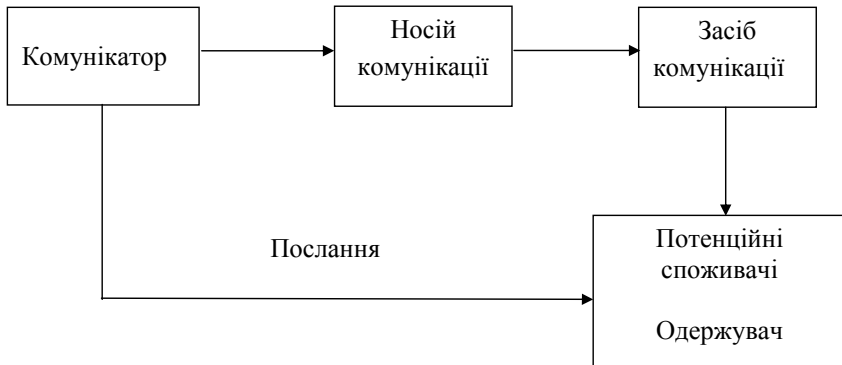 Комунікатор
Носій
комунікації
Засіб
комунікації
Послання
Потенційні
споживачі
Одержувач